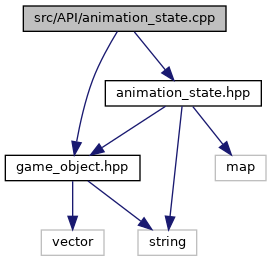 src/API/animation_state.cpp
animation_state.hpp
game_object.hpp
map
vector
string